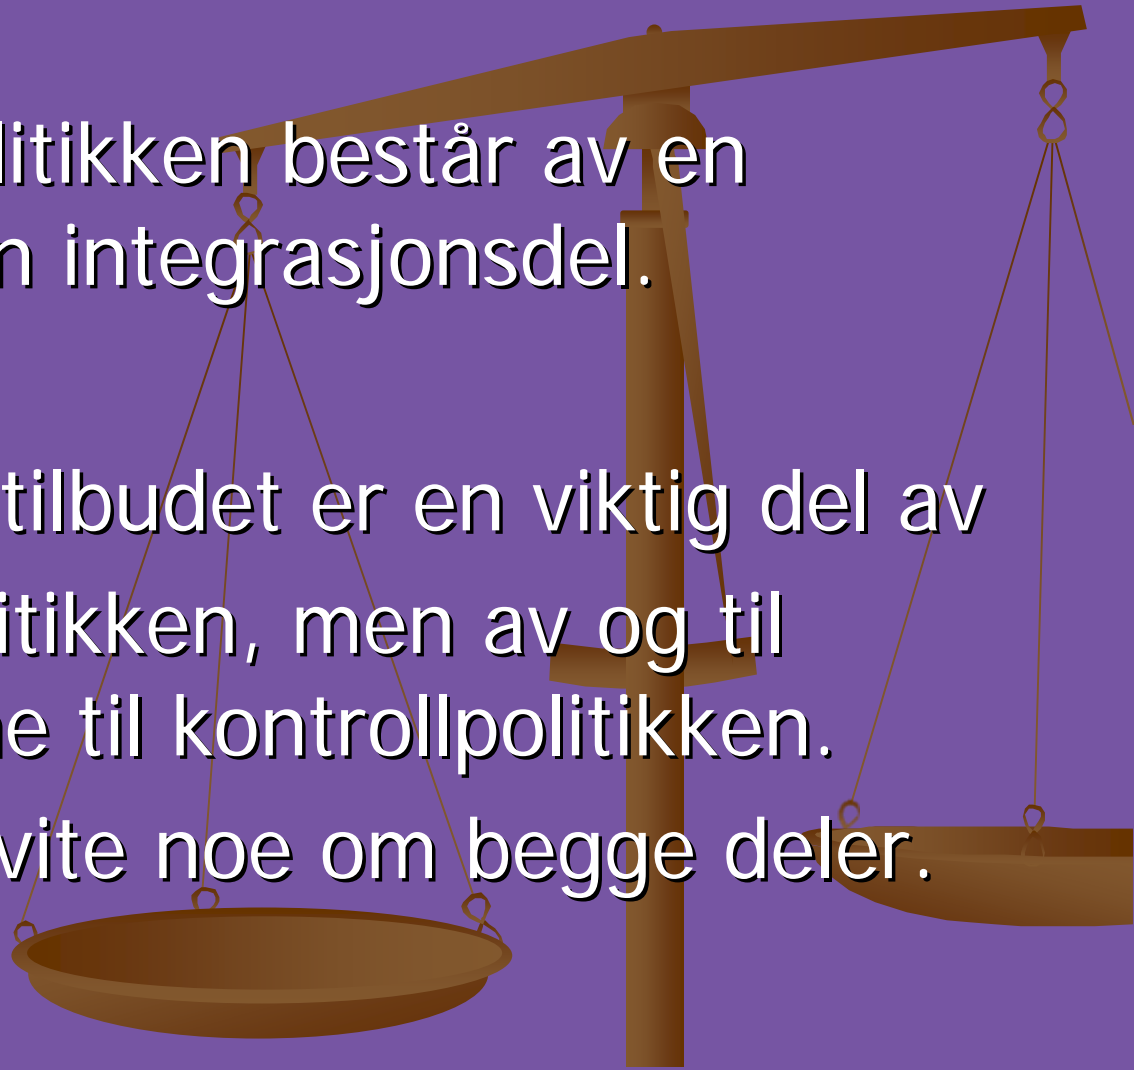 litikken består av en
n integrasjonsdel.
tilbudet er en viktig del av
itikken, men av og til
ne til kontrollpolitikken.
vite noe om begge deler.